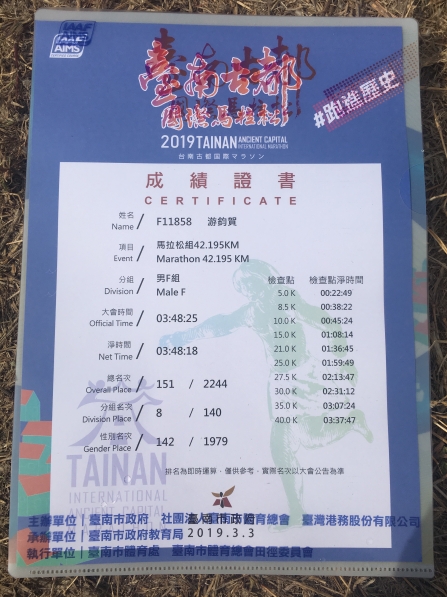 IAAF
AIMS
臺南古都
國際馬拉松
#跑進歷史
2019 TAINAN ANCIENT CAPITAL INTERNATIONAL MARATHON
台南古都国際マラソン
成績證書
CERTIFICATE
姓名 Name / F11858 游鈞賀
項目 Event / 馬拉松組42.195KM
Marathon 42.195 KM
分組 Division / 男F組
Male F
大會時間 Official Time / 03:48:25
淨時間 Net Time / 03:48:18
總名次 Overall Place / 151 / 2244
分組名次 Division Place / 8 / 140
性別名次 Gender Place / 142 / 1979
檢查點 檢查點淨時間
5.0 K 00:22:49
8.5 K 00:38:22
10.0 K 00:45:24
15.0 K 01:08:14
21.0 K 01:36:45
25.0 K 01:59:49
27.5 K 02:13:47
30.0 K 02:31:12
35.0 K 03:07:24
40.0 K 03:37:47
排名為即時運算，僅供參考，實際名次以大會公告為準
TAINAN
INTERNATIONAL
ANCIENT CAPITAL
臺南市政府
2019.3.3
主辦單位｜臺南市政府 社團法人臺南市體育總會 臺灣港務股份有限公司
承辦單位｜臺南市政府教育局
執行單位｜臺南市體育處 臺南市體育總會田徑委員會